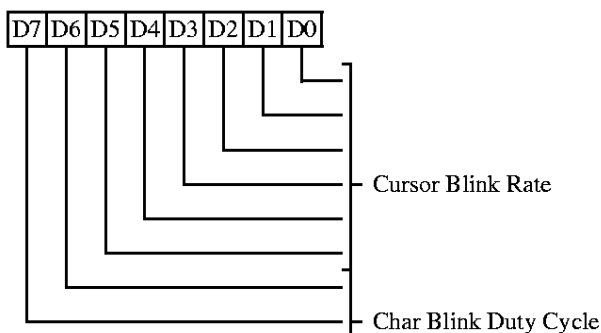 D7 D6 D5 D4 D3 D2 D1 D0
Cursor Blink Rate
Char Blink Duty Cycle